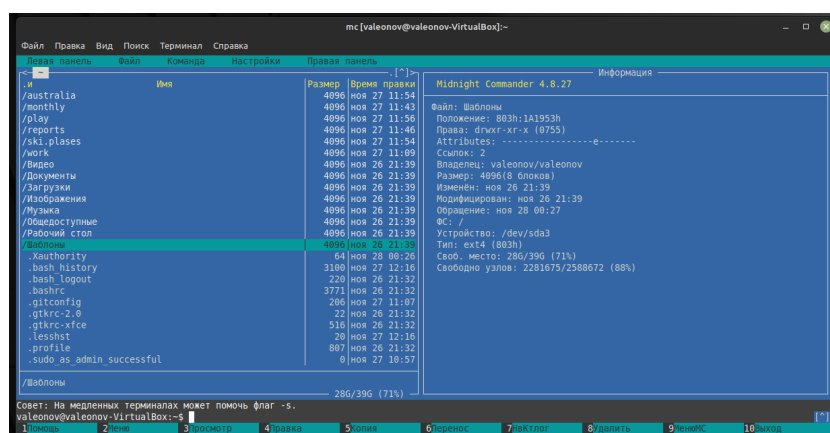 mc [valeonov@valeonov-VirtualBox]:~
Файл Правка Вид Поиск Терминал Справка
Левая панель Файл Команда Настройки Правая панель
<─ ~ .[^]>
.и Имя Размер Время правки
/australia 4096 ноя 27 11:54
/monthly 4096 ноя 27 11:43
/play 4096 ноя 27 11:56
/reports 4096 ноя 27 11:46
/ski.plases 4096 ноя 27 11:54
/work 4096 ноя 27 11:09
/Видео 4096 ноя 26 21:39
/Документы 4096 ноя 26 21:39
/Загрузки 4096 ноя 26 21:39
/Изображения 4096 ноя 26 21:39
/Музыка 4096 ноя 26 21:39
/Общедоступные 4096 ноя 26 21:39
/Рабочий стол 4096 ноя 26 21:39
/Шаблоны 4096 ноя 26 21:39
.Xauthority 64 ноя 28 00:26
.bash_history 3100 ноя 27 12:16
.bash_logout 220 ноя 26 21:32
.bashrc 3771 ноя 26 21:32
.gitconfig 206 ноя 27 11:07
.gtkrc-2.0 22 ноя 26 21:32
.gtkrc-xfce 516 ноя 26 21:32
.lesshst 20 ноя 27 12:16
.profile 807 ноя 26 21:32
.sudo_as_admin_successful 0 ноя 27 10:57
/Шаблоны
28G/39G (71%)
Информация
Midnight Commander 4.8.27
Файл: Шаблоны
Положение: 803h:1A1953h
Права: drwxr-xr-x (0755)
Attributes: -----------------e-------
Ссылок: 2
Владелец: valeonov/valeonov
Размер: 4096(8 блоков)
Изменён: ноя 26 21:39
Модифицирован: ноя 26 21:39
Обращение: ноя 28 00:27
ФС: /
Устройство: /dev/sda3
Тип: ext4 (803h)
Своб. место: 28G/39G (71%)
Свободно узлов: 2281675/2588672 (88%)
Совет: На медленных терминалах может помочь флаг -s.
valeonov@valeonov-VirtualBox:~$ [^]
1Помощь 2Меню 3Просмотр 4Правка 5Копия 6Перенос 7НвКтлог 8Удалить 9МенюMC 10Выход